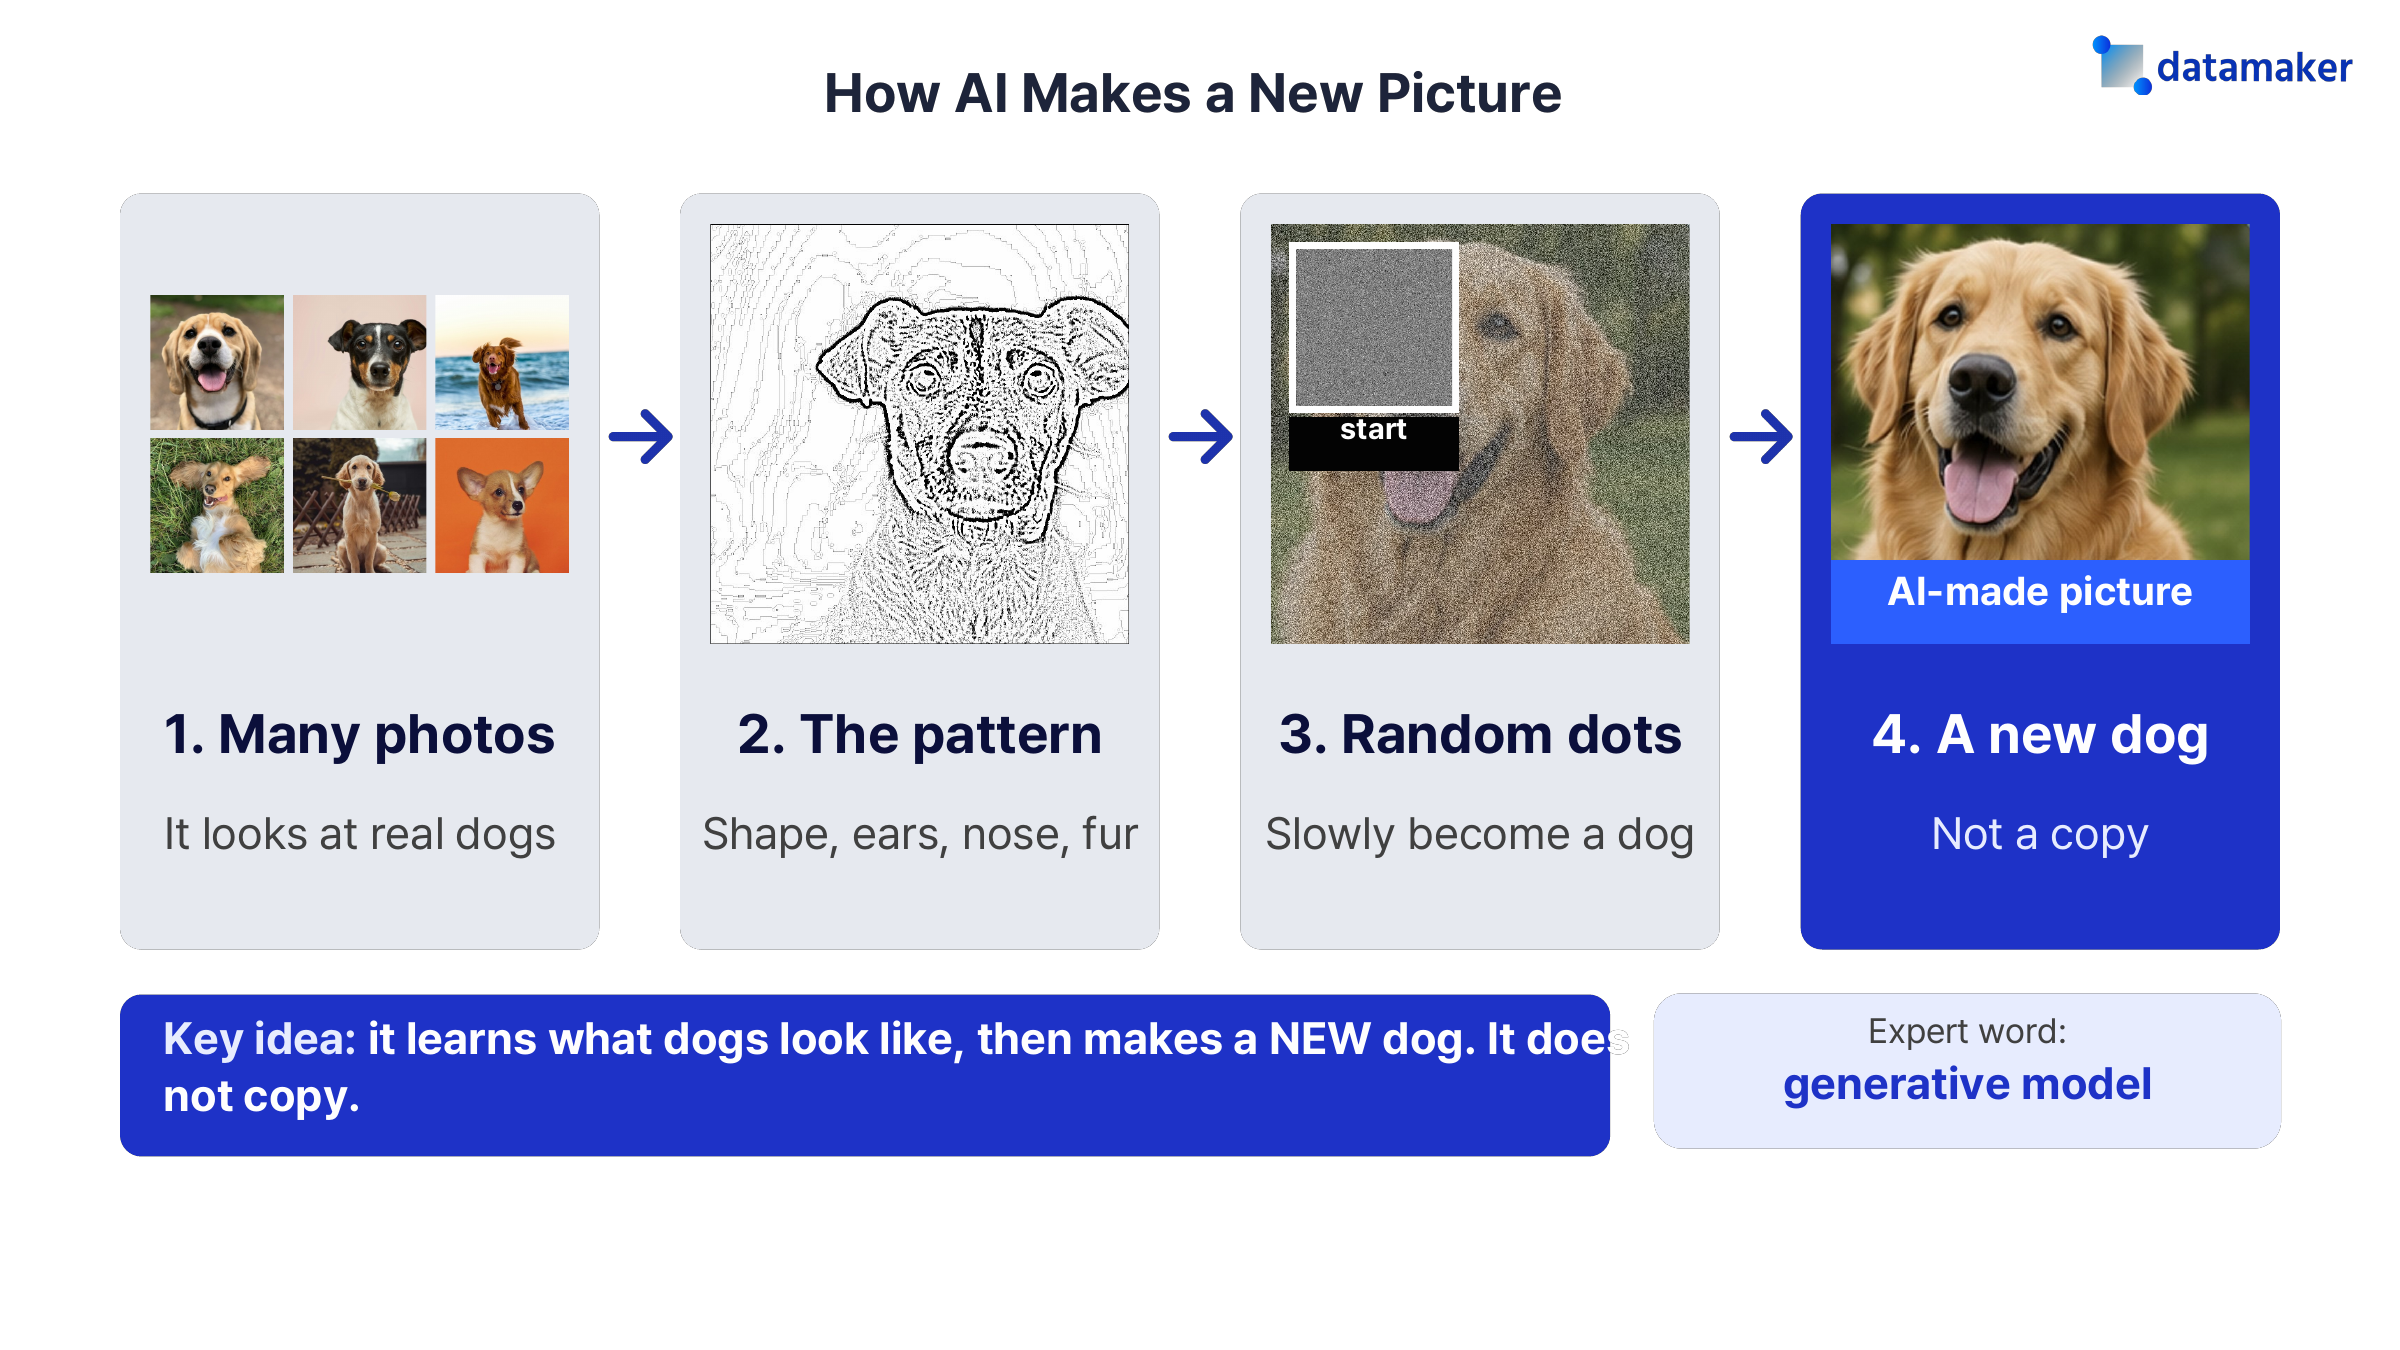 How AI Makes a New Picture
datamaker
start
AI-made picture
1. Many photos
It looks at real dogs
2. The pattern
Shape, ears, nose, fur
3. Random dots
Slowly become a dog
4. A new dog
Not a copy
Key idea: it learns what dogs look like, then makes a NEW dog. It does
not copy.
Expert word:
generative model